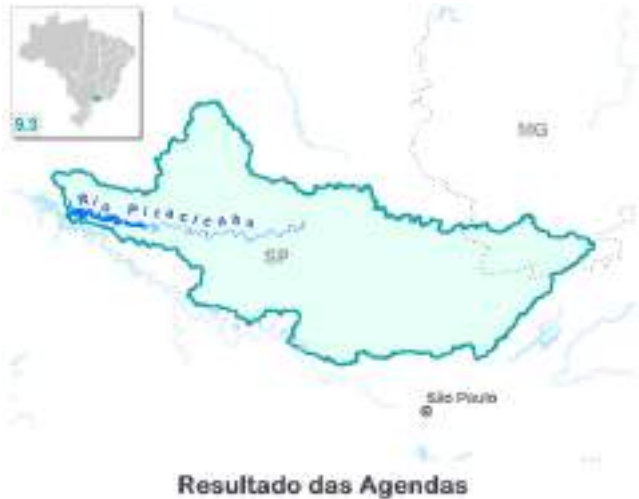 9.3
MG
Rio Piracicaba
SP
São Paulo
Resultado das Agendas